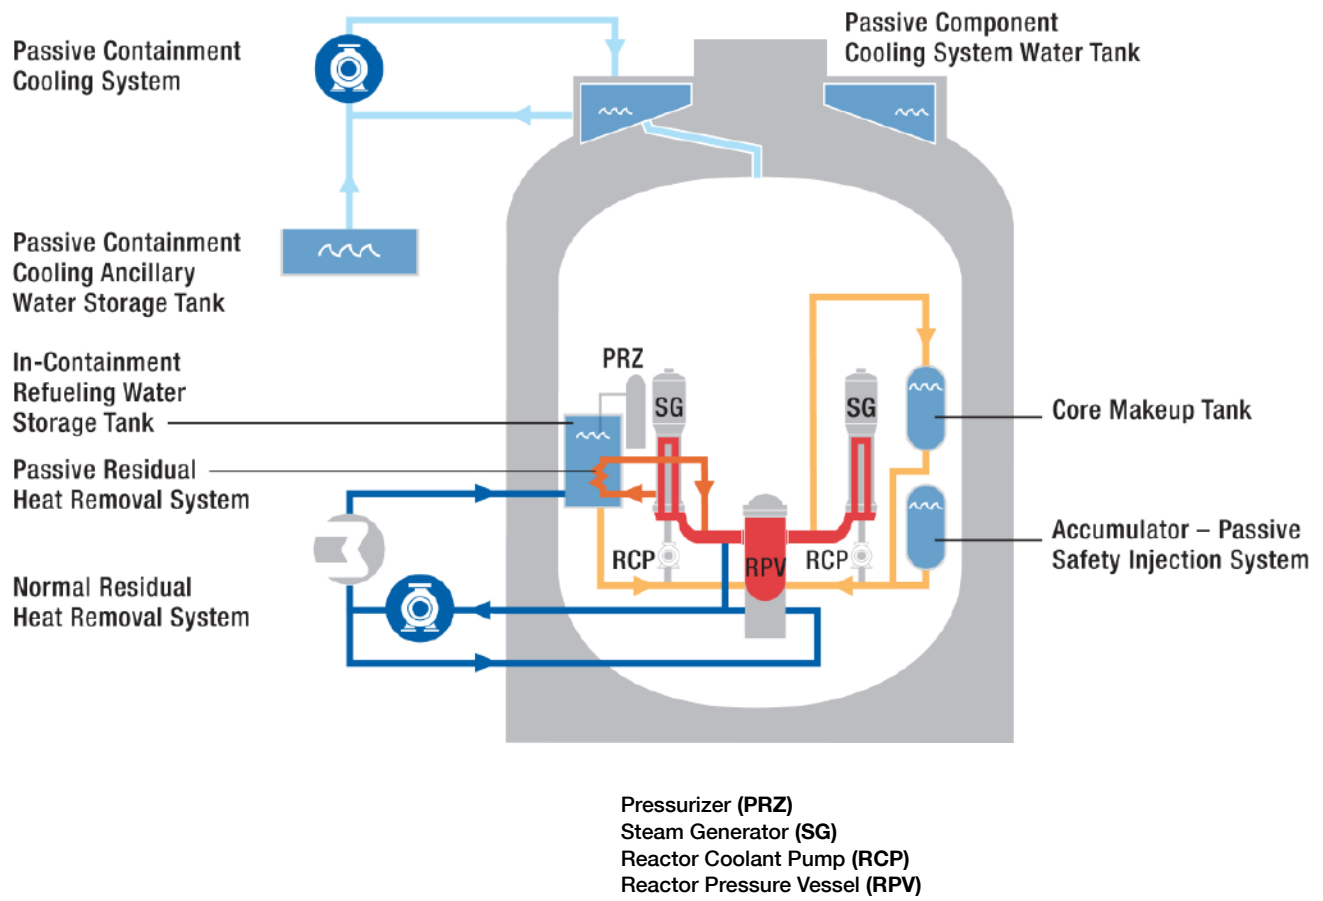 Passive Containment
Cooling System
Passive Component
Cooling System Water Tank
Passive Containment
Cooling Ancillary
Water Storage Tank
In-Containment
Refueling Water
Storage Tank
Passive Residual
Heat Removal System
Normal Residual
Heat Removal System
PRZ
SG
SG
RCP
RPV
RCP
Core Makeup Tank
Accumulator – Passive
Safety Injection System
Pressurizer (PRZ)
Steam Generator (SG)
Reactor Coolant Pump (RCP)
Reactor Pressure Vessel (RPV)